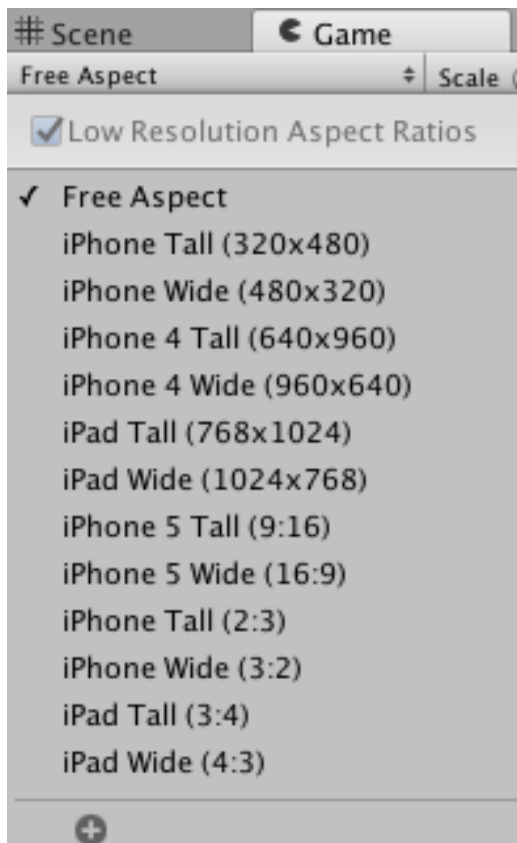 Scene Game
Free Aspect Scale
Low Resolution Aspect Ratios
Free Aspect
iPhone Tall (320x480)
iPhone Wide (480x320)
iPhone 4 Tall (640x960)
iPhone 4 Wide (960x640)
iPad Tall (768x1024)
iPad Wide (1024x768)
iPhone 5 Tall (9:16)
iPhone 5 Wide (16:9)
iPhone Tall (2:3)
iPhone Wide (3:2)
iPad Tall (3:4)
iPad Wide (4:3)